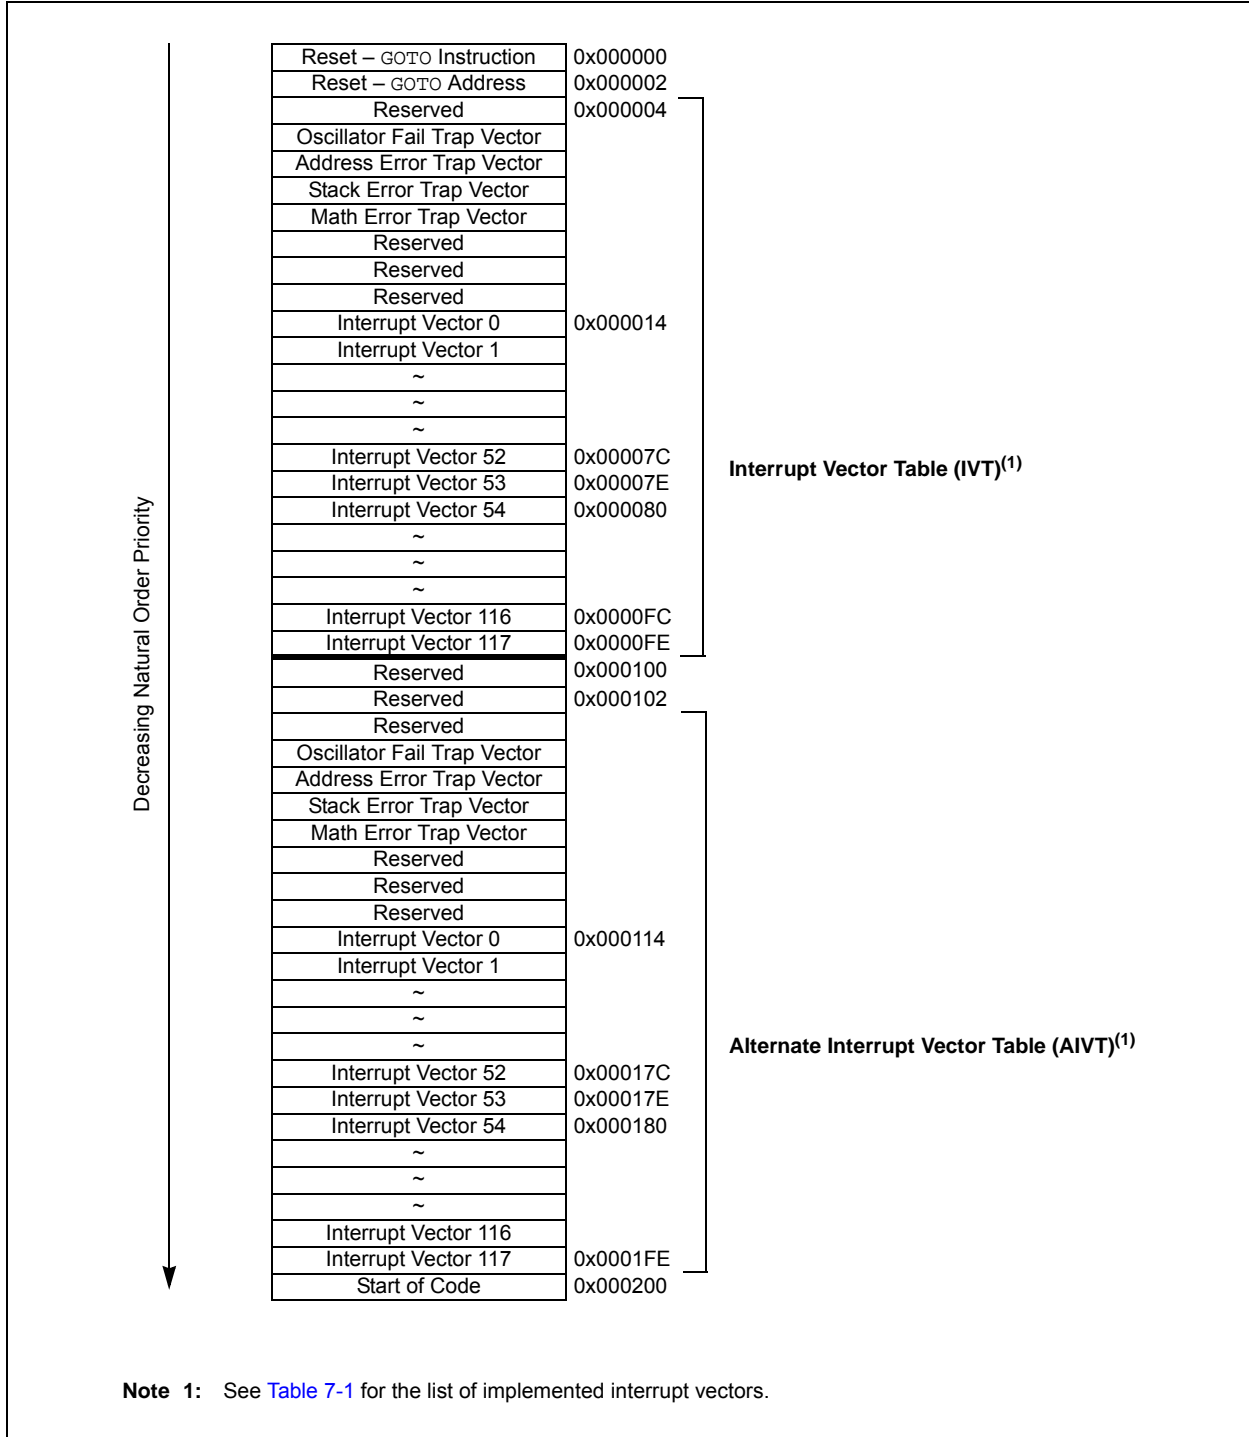 Reset – GOTO Instruction 0x000000
Reset – GOTO Address 0x000002
Reserved 0x000004
Oscillator Fail Trap Vector
Address Error Trap Vector
Stack Error Trap Vector
Math Error Trap Vector
Reserved
Reserved
Reserved
Interrupt Vector 0 0x000014
Interrupt Vector 1
~
~
~
Interrupt Vector 52 0x00007C
Interrupt Vector Table (IVT)(1)
Interrupt Vector 53 0x00007E
Interrupt Vector 54 0x000080
~
~
~
Interrupt Vector 116 0x0000FC
Interrupt Vector 117 0x0000FE
Decreasing Natural Order Priority
Reserved 0x000100
Reserved 0x000102
Reserved
Oscillator Fail Trap Vector
Address Error Trap Vector
Stack Error Trap Vector
Math Error Trap Vector
Reserved
Reserved
Reserved
Interrupt Vector 0 0x000114
Interrupt Vector 1
~
~
~
Alternate Interrupt Vector Table (AIVT)(1)
Interrupt Vector 52 0x00017C
Interrupt Vector 53 0x00017E
Interrupt Vector 54 0x000180
~
~
~
Interrupt Vector 116
Interrupt Vector 117 0x0001FE
Start of Code 0x000200
Note 1: See Table 7-1 for the list of implemented interrupt vectors.